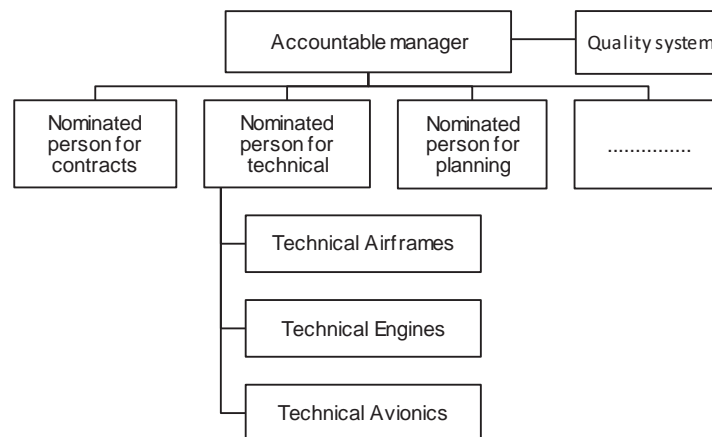 Accountable manager
Quality system
Nominated
person for
contracts
Nominated
person for
technical
Nominated
person for
planning
...............
Technical Airframes
Technical Engines
Technical Avionics